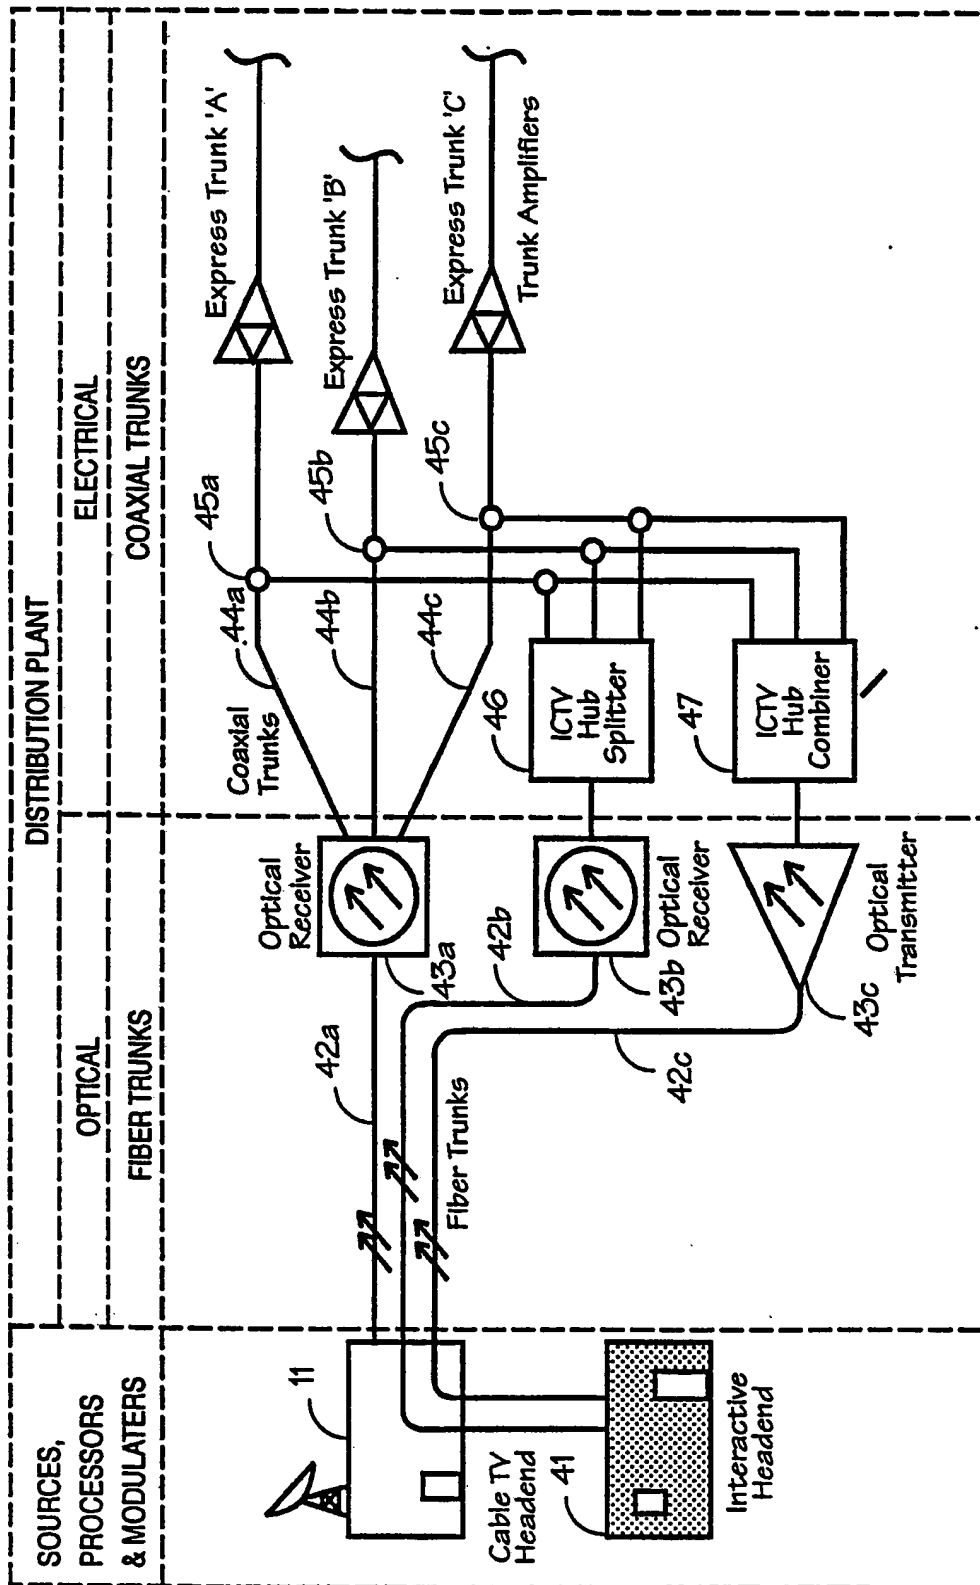 DISTRIBUTION PLANT
SOURCES,
PROCESSORS
& MODULATERS
OPTICAL
FIBER TRUNKS
ELECTRICAL
COAXIAL TRUNKS
11
Cable TV
Headend
41
Interactive
Headend
42a
Fiber Trunks
42b
42c
Optical
Receiver
43a
Optical
Receiver
43b
Optical
Transmitter
43c
Coaxial
Trunks
44a
44b
44c
45a
45b
45c
46
ICTV
Hub
Splitter
47
ICTV
Hub
Combiner
Express Trunk 'A'
Express Trunk 'B'
Express Trunk 'C'
Trunk Amplifiers